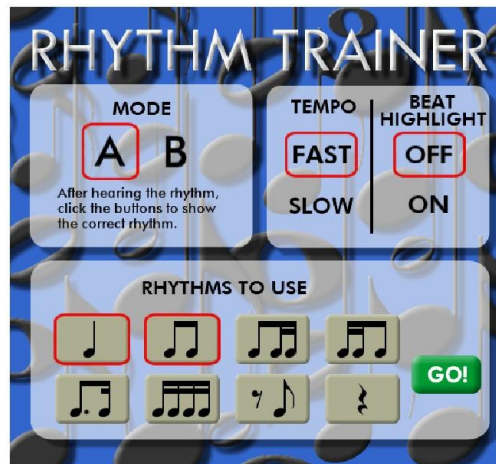 RHYTHM TRAINER
MODE
A B
After hearing the rhythm,
click the buttons to show
the correct rhythm.
TEMPO
FAST
SLOW
BEAT
HIGHLIGHT
OFF
ON
RHYTHMS TO USE
GO!